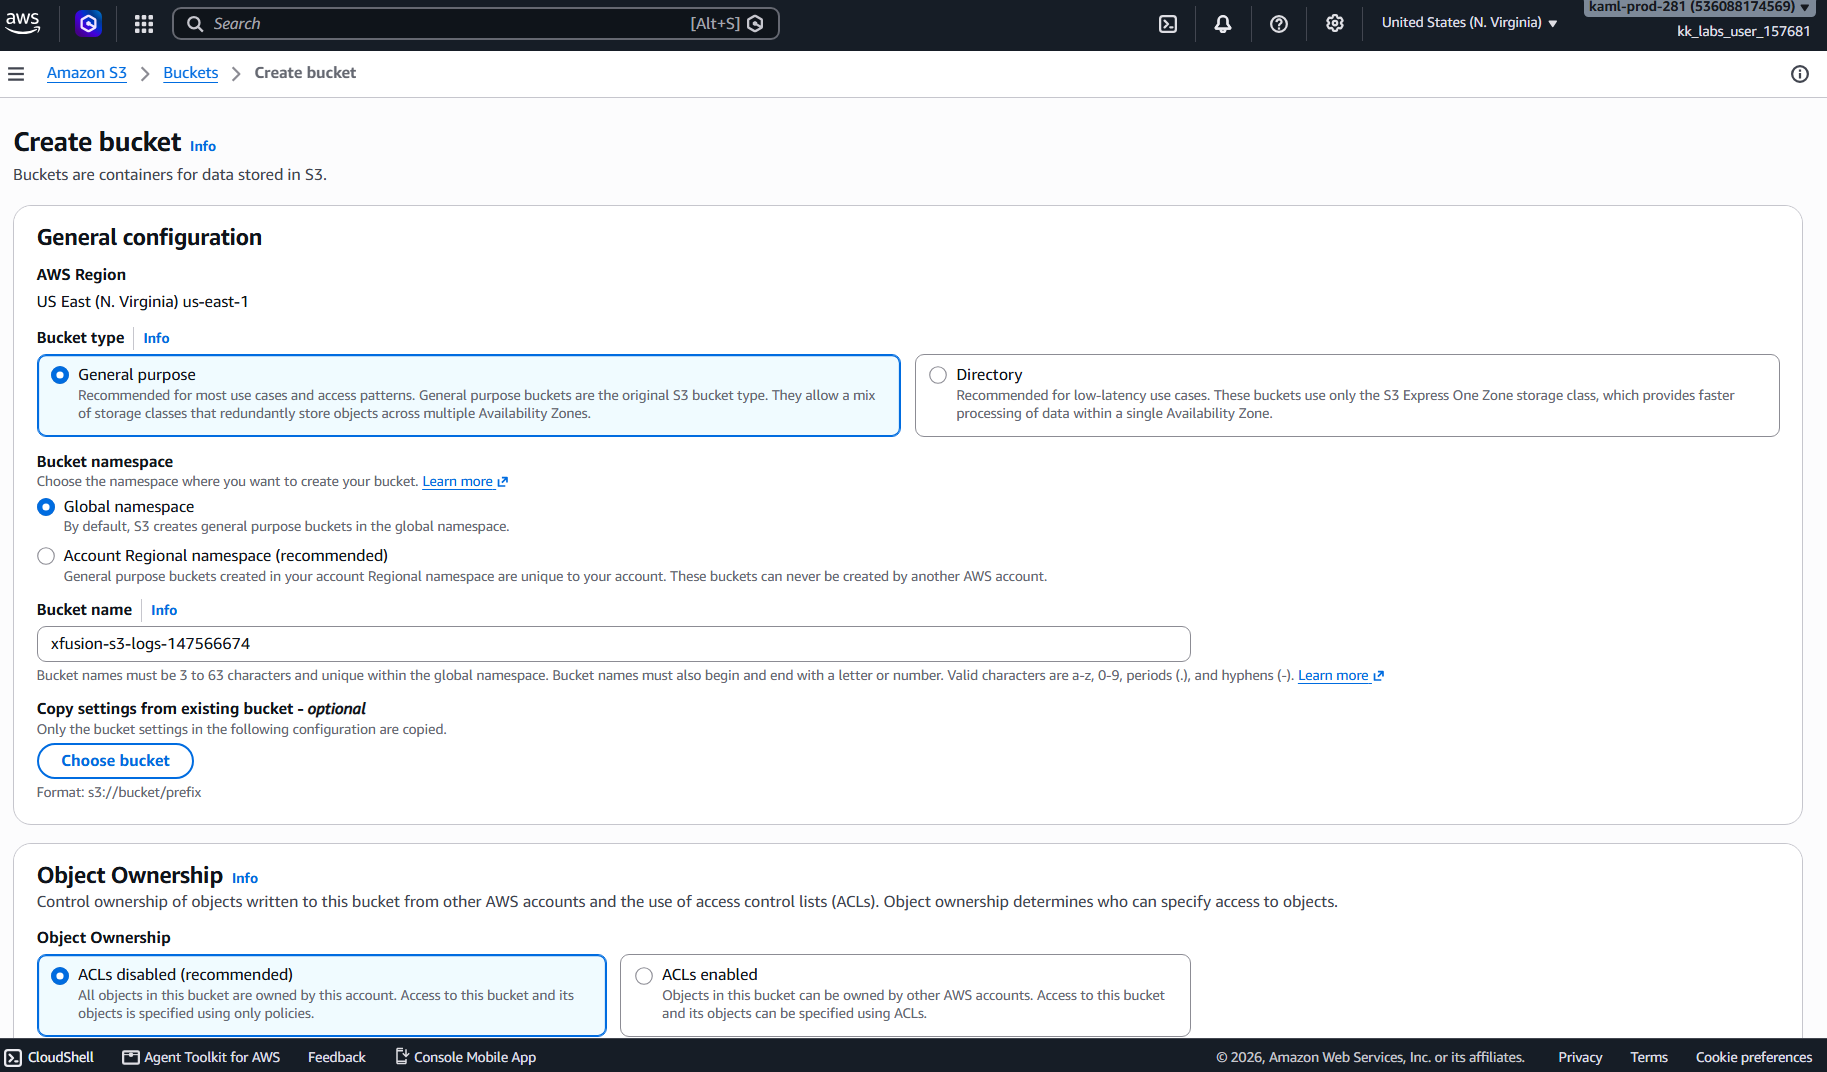 aws
Search
[Alt+S]
United States (N. Virginia)
kaml-prod-281 (536088174569)
kk_labs_user_157681
Amazon S3
Buckets
Create bucket
Create bucket Info
Buckets are containers for data stored in S3.
General configuration
AWS Region
US East (N. Virginia) us-east-1
Bucket type Info
General purpose
Recommended for most use cases and access patterns. General purpose buckets are the original S3 bucket type. They allow a mix
of storage classes that redundantly store objects across multiple Availability Zones.
Directory
Recommended for low-latency use cases. These buckets use only the S3 Express One Zone storage class, which provides faster
processing of data within a single Availability Zone.
Bucket namespace
Choose the namespace where you want to create your bucket. Learn more
Global namespace
By default, S3 creates general purpose buckets in the global namespace.
Account Regional namespace (recommended)
General purpose buckets created in your account Regional namespace are unique to your account. These buckets can never be created by another AWS account.
Bucket name Info
xfusion-s3-logs-147566674
Bucket names must be 3 to 63 characters and unique within the global namespace. Bucket names must also begin and end with a letter or number. Valid characters are a-z, 0-9, periods (.), and hyphens (-). Learn more
Copy settings from existing bucket - optional
Only the bucket settings in the following configuration are copied.
Choose bucket
Format: s3://bucket/prefix
Object Ownership Info
Control ownership of objects written to this bucket from other AWS accounts and the use of access control lists (ACLs). Object ownership determines who can specify access to objects.
Object Ownership
ACLs disabled (recommended)
All objects in this bucket are owned by this account. Access to this bucket and its
objects is specified using only policies.
ACLs enabled
Objects in this bucket can be owned by other AWS accounts. Access to this bucket
and its objects can be specified using ACLs.
CloudShell
Agent Toolkit for AWS
Feedback
Console Mobile App
© 2026, Amazon Web Services, Inc. or its affiliates.
Privacy
Terms
Cookie preferences